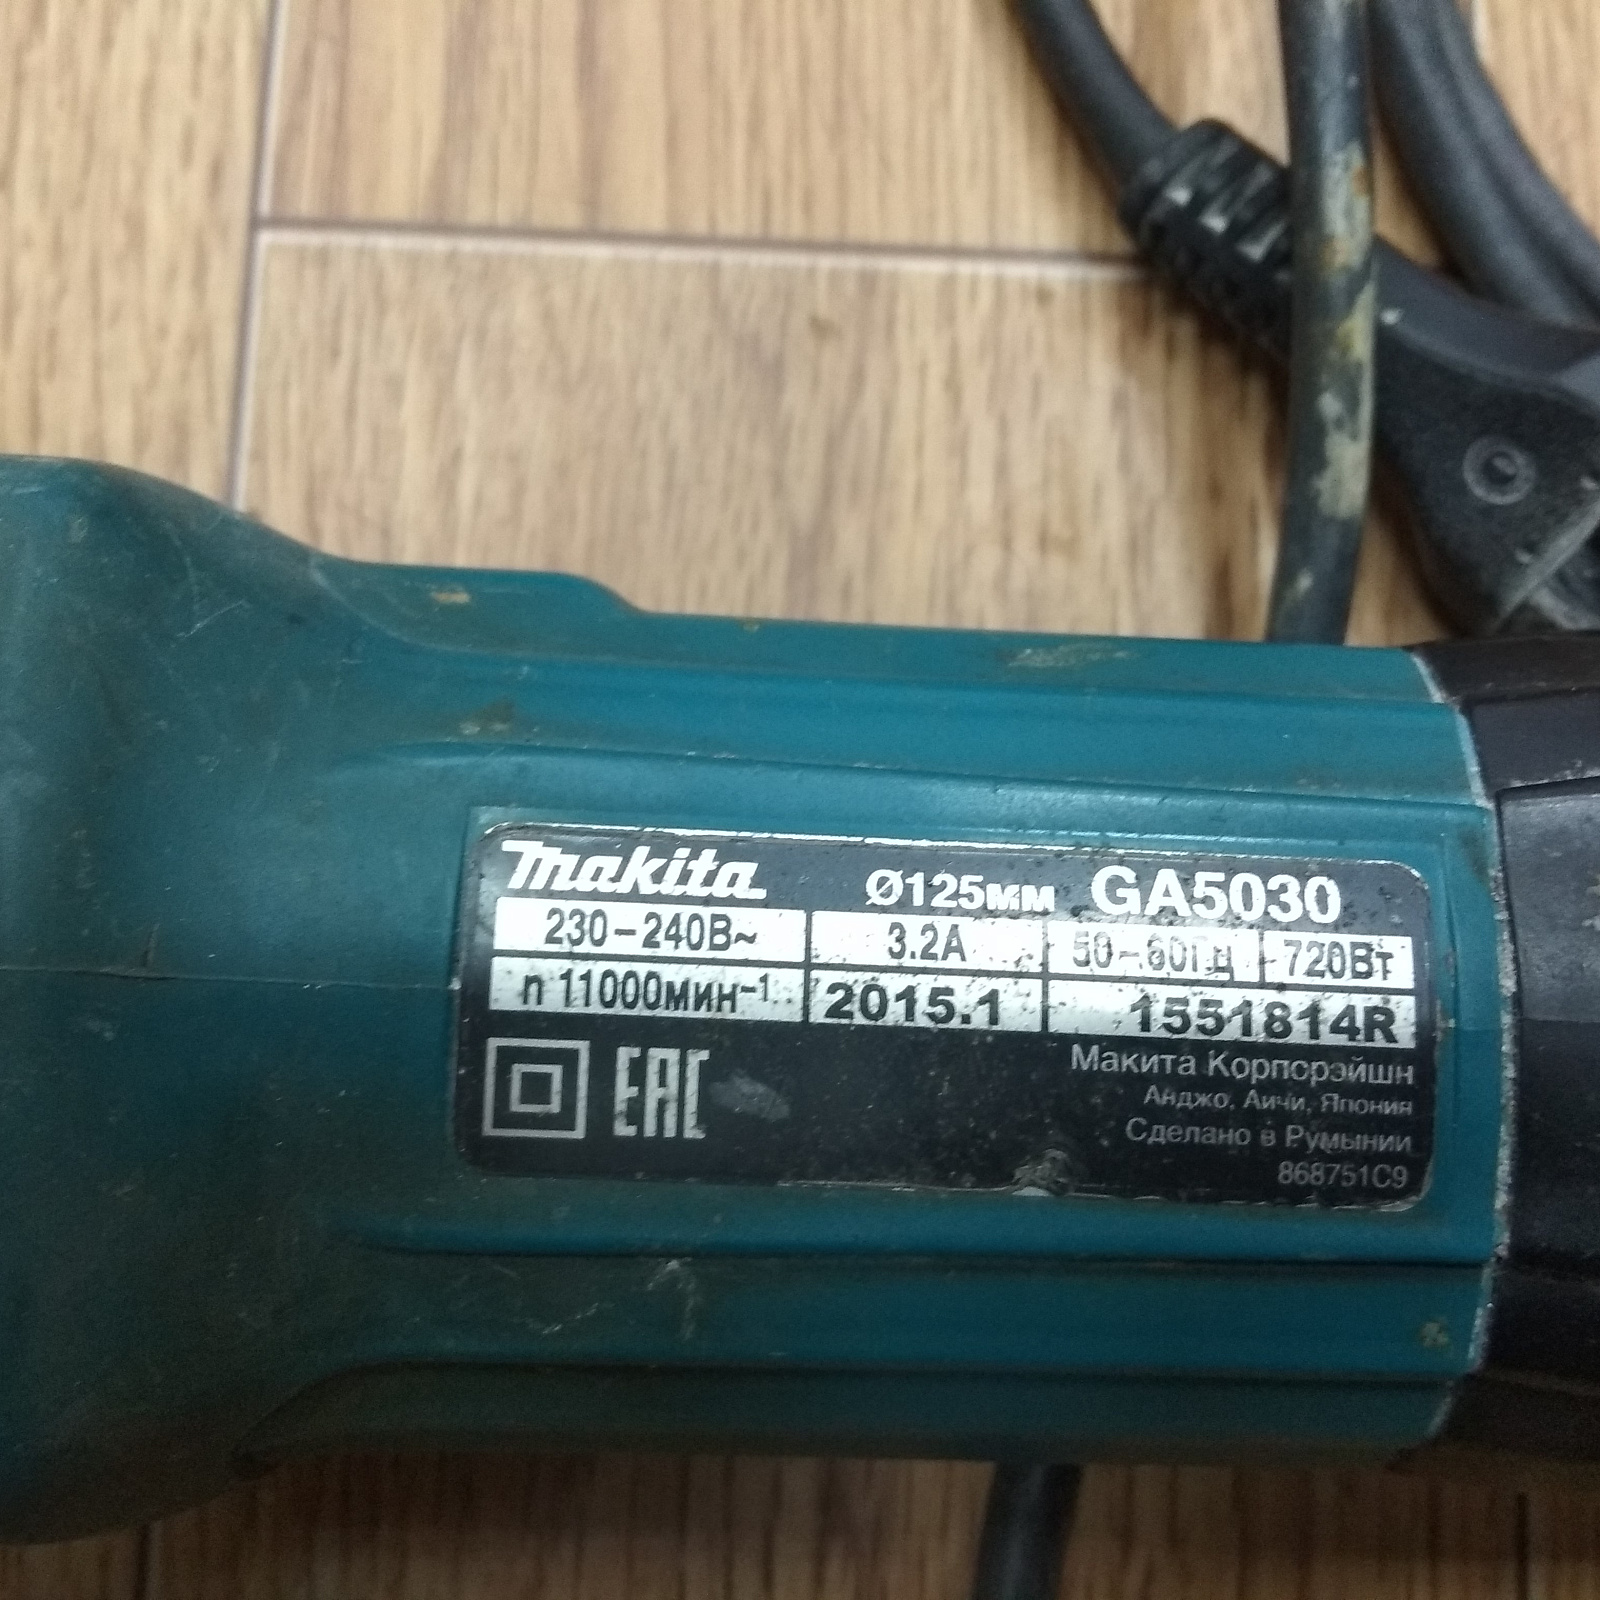 makita Ø125мм GA5030
230-240В~ 3.2А 50-60Гц 720Вт
n 11000мин⁻¹ 2015.1 1551814R
EAC
Макита Корпорэйшн
Анджо, Аичи, Япония
Сделано в Румынии
868751C9